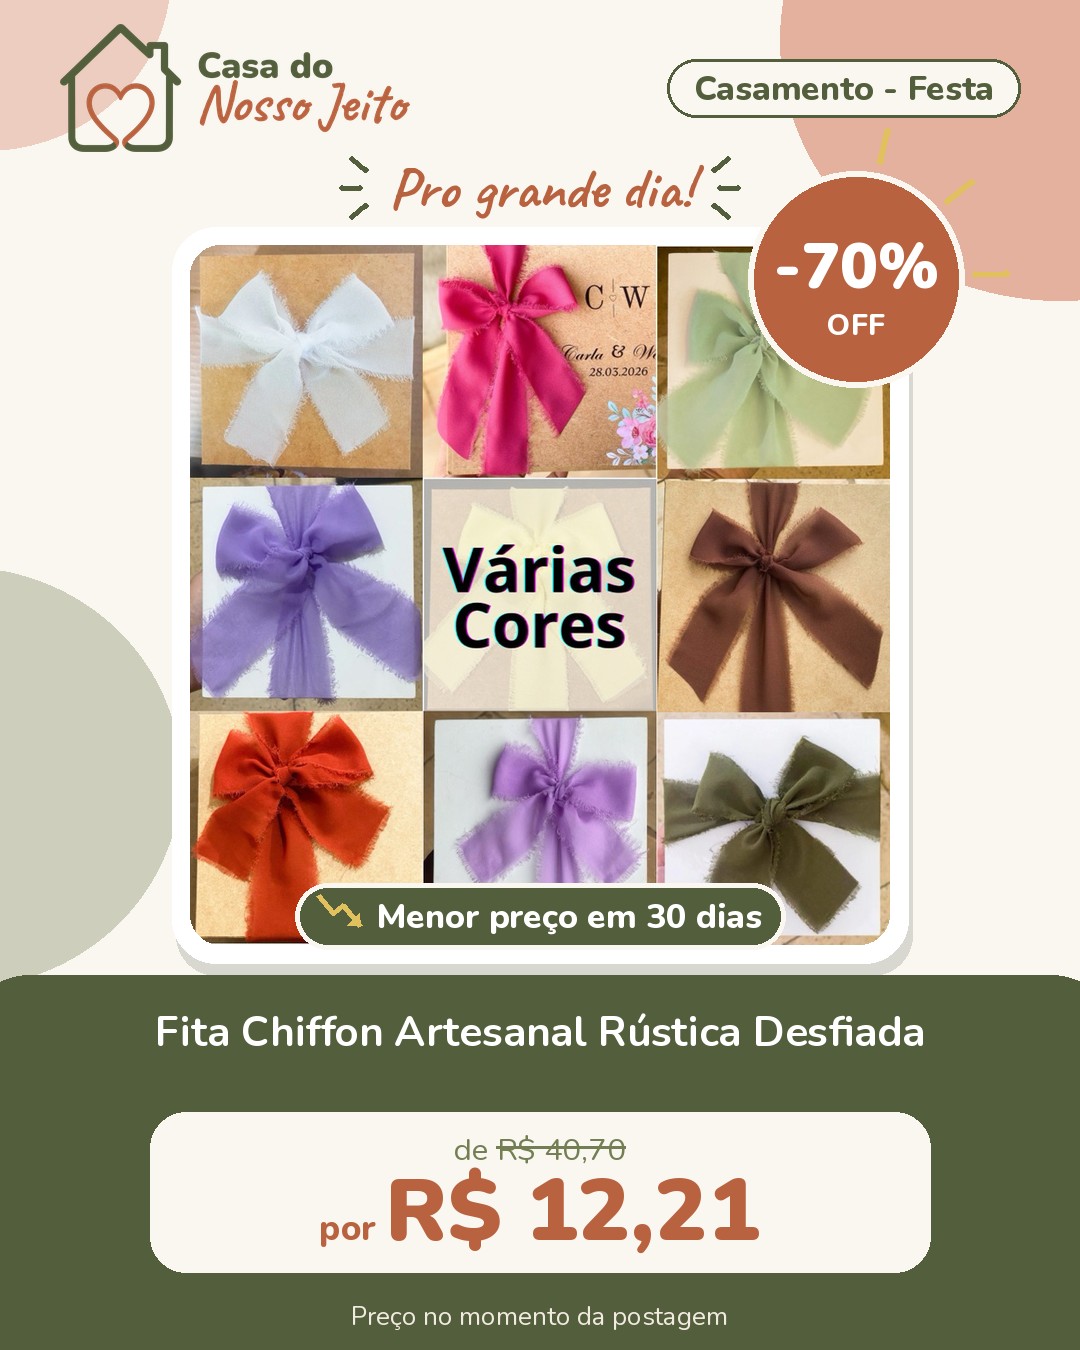 Casa do
Nosso Jeito
Casamento - Festa
Pro grande dia!
-70%
OFF
C W
Carla &
28.03.2026
Várias
Cores
Menor preço em 30 dias
Fita Chiffon Artesanal Rústica Desfiada
de R$ 40,70
por R$ 12,21
Preço no momento da postagem